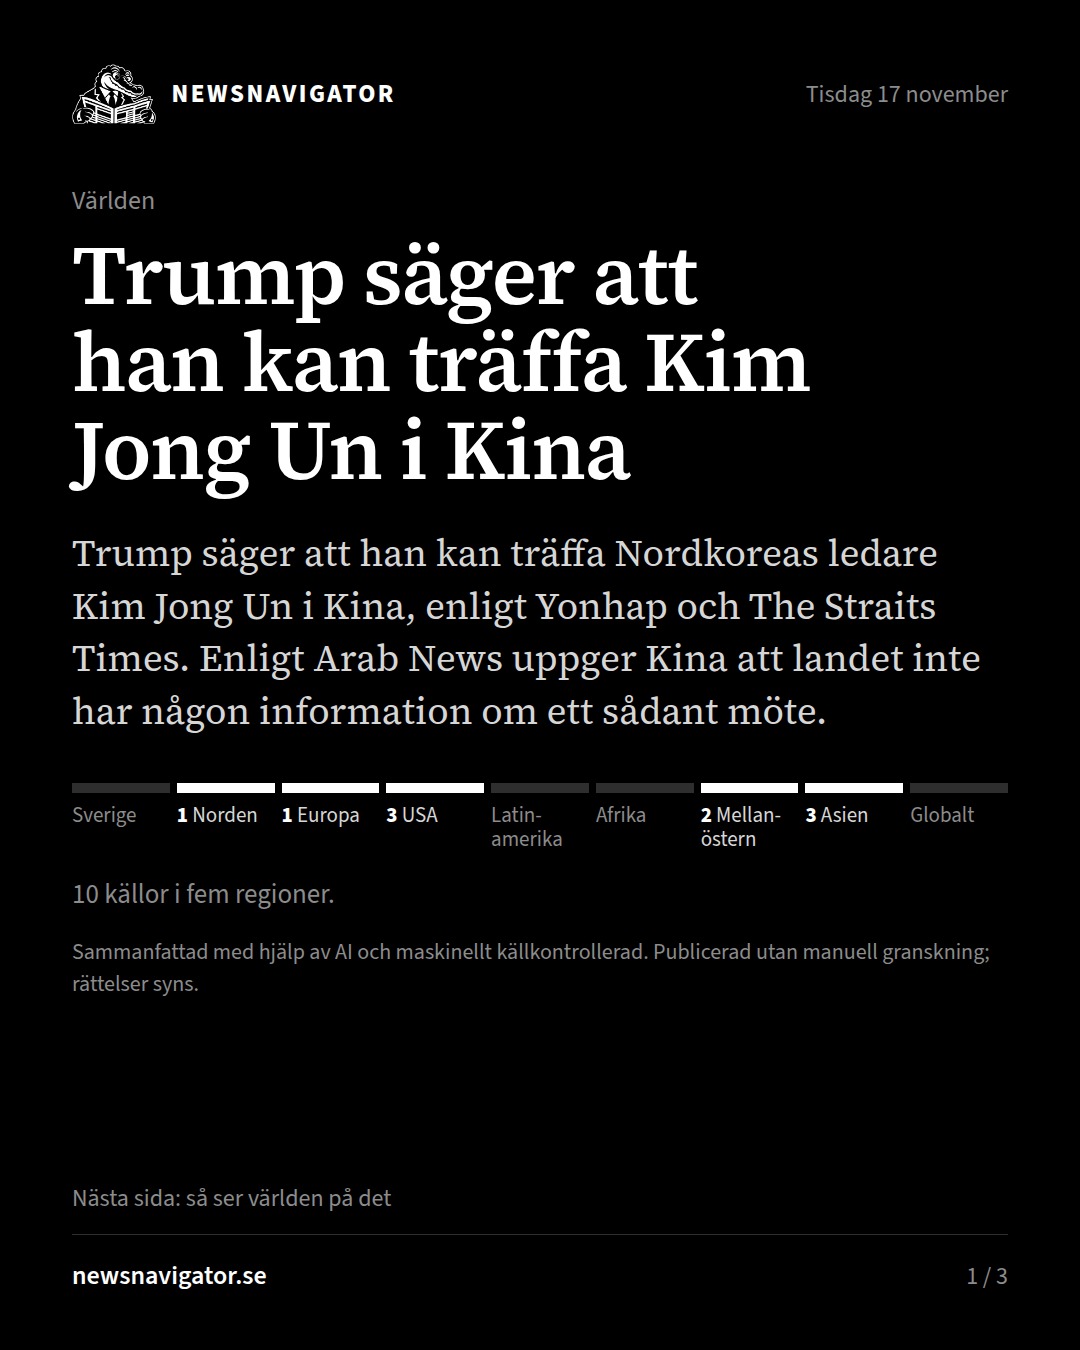 NEWSNAVIGATOR
Tisdag 17 november
Världen
Trump säger att
han kan träffa Kim
Jong Un i Kina
Trump säger att han kan träffa Nordkoreas ledare
Kim Jong Un i Kina, enligt Yonhap och The Straits
Times. Enligt Arab News uppger Kina att landet inte
har någon information om ett sådant möte.
Sverige
1 Norden
1 Europa
3 USA
Latin-
amerika
Afrika
2 Mellan-
östern
3 Asien
Globalt
10 källor i fem regioner.
Sammanfattad med hjälp av AI och maskinellt källkontrollerad. Publicerad utan manuell granskning;
rättelser syns.
Nästa sida: så ser världen på det
newsnavigator.se
1 / 3